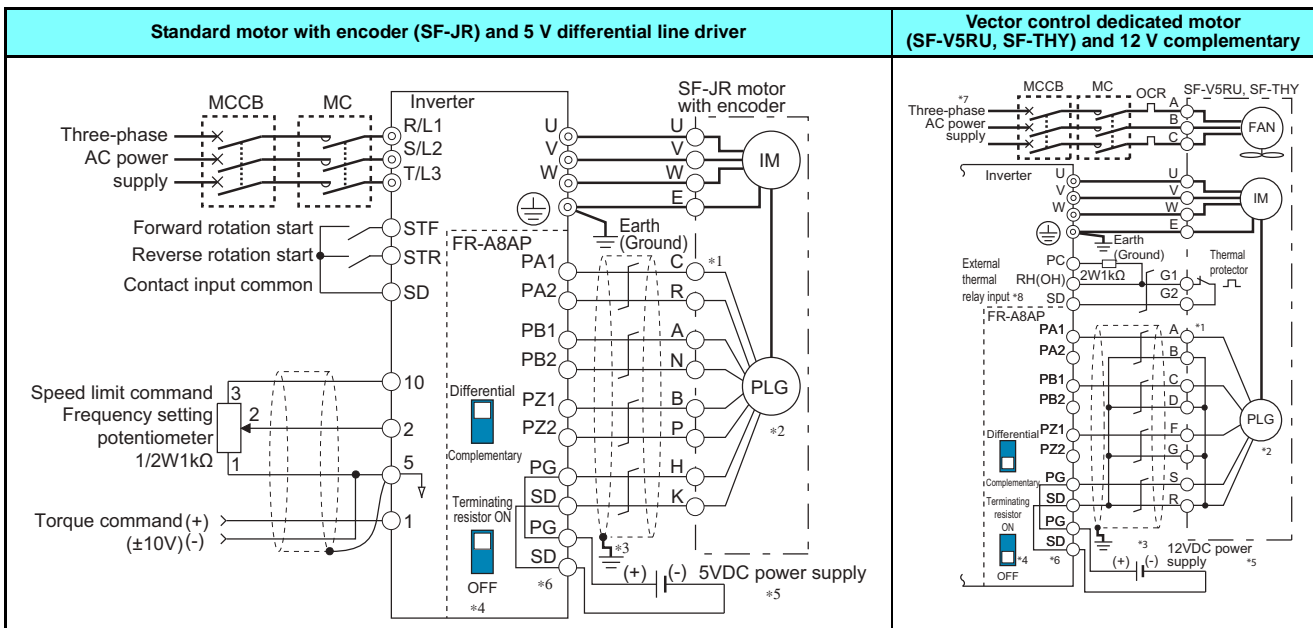 Standard motor with encoder (SF-JR) and 5 V differential line driver
MCCB
MC
Inverter
SF-JR motor
with encoder
Three-phase
AC power
supply
R/L1
S/L2
T/L3
U
V
W
U
V
W
E
IM
Earth
(Ground)
Forward rotation start
Reverse rotation start
Contact input common
STF
STR
SD
FR-A8AP
PA1
PA2
PB1
PB2
PZ1
PZ2
PG
SD
PG
SD
C
R
A
N
B
P
H
K
*1
PLG
*2
Differential
Complementary
Terminating
resistor ON
OFF
*4
*6
*3
(+)
(-)
5VDC power supply
*5
Speed limit command
Frequency setting
potentiometer
1/2W1kΩ
3
2
1
10
2
5
1
Torque command
(+)
(±10V)
(-)
Vector control dedicated motor
(SF-V5RU, SF-THY) and 12 V complementary
MCCB
MC
OCR
SF-V5RU, SF-THY
*7
Three-phase
AC power
supply
A
B
C
FAN
Inverter
U
V
W
U
V
W
E
IM
Earth
(Ground)
External
thermal
relay input *8
PC
RH(OH)
SD
2W1kΩ
G1
G2
Thermal
protector
FR-A8AP
PA1
PA2
PB1
PB2
PZ1
PZ2
PG
SD
PG
SD
A
B
C
D
F
G
S
R
*1
PLG
*2
Differential
Complementary
Terminating
resistor
ON
OFF
*4
*6
*3
(+)
(-)
12VDC power
supply
*5